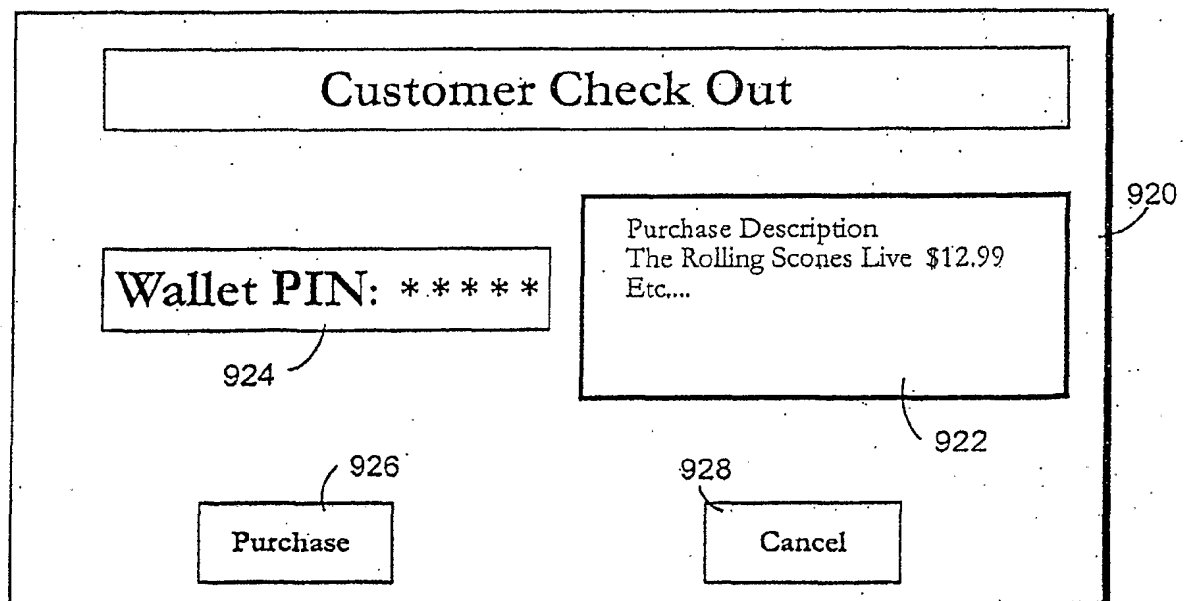 Customer Check Out
920
Purchase Description
The Rolling Scones Live $12.99
Etc....
Wallet PIN: *****
924
922
926
928
Purchase
Cancel